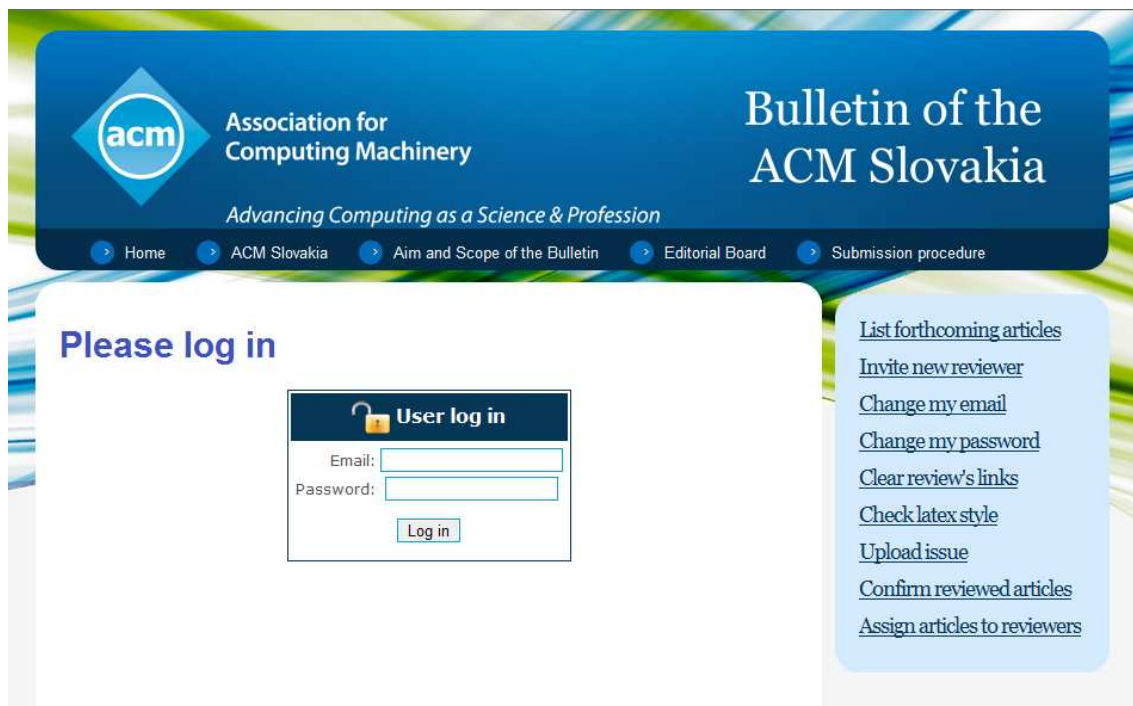 acm
Association for
Computing Machinery
Advancing Computing as a Science & Profession
Bulletin of the
ACM Slovakia
Home ACM Slovakia Aim and Scope of the Bulletin Editorial Board Submission procedure
Please log in
User log in
Email:
Password:
Log in
List forthcoming articles
Invite new reviewer
Change my email
Change my password
Clear review's links
Check latex style
Upload issue
Confirm reviewed articles
Assign articles to reviewers